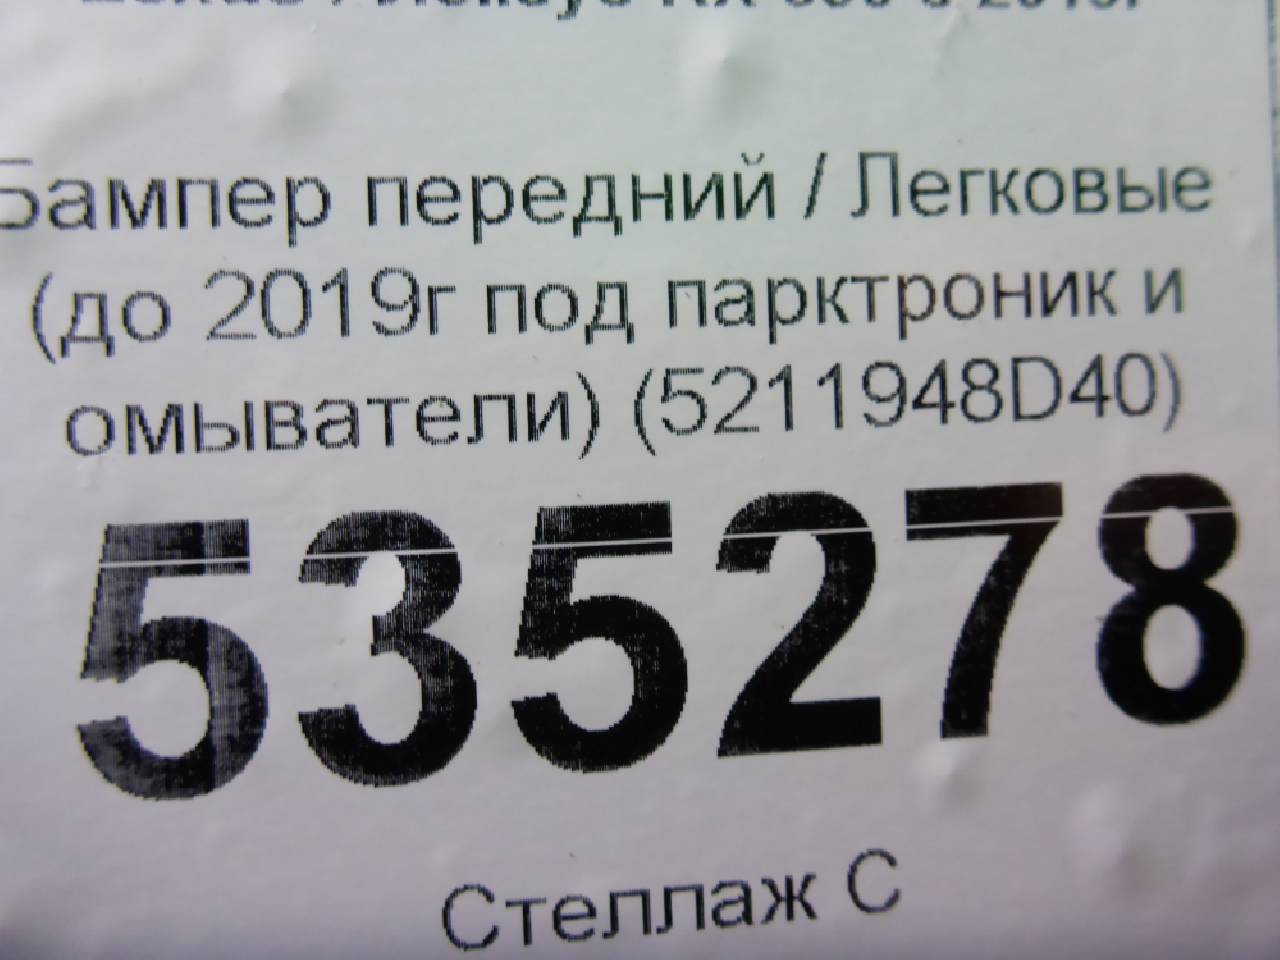 Бампер передний / Легковые
(до 2019г под парктроник и
омыватели) (5211948D40)
535278
Стеллаж С